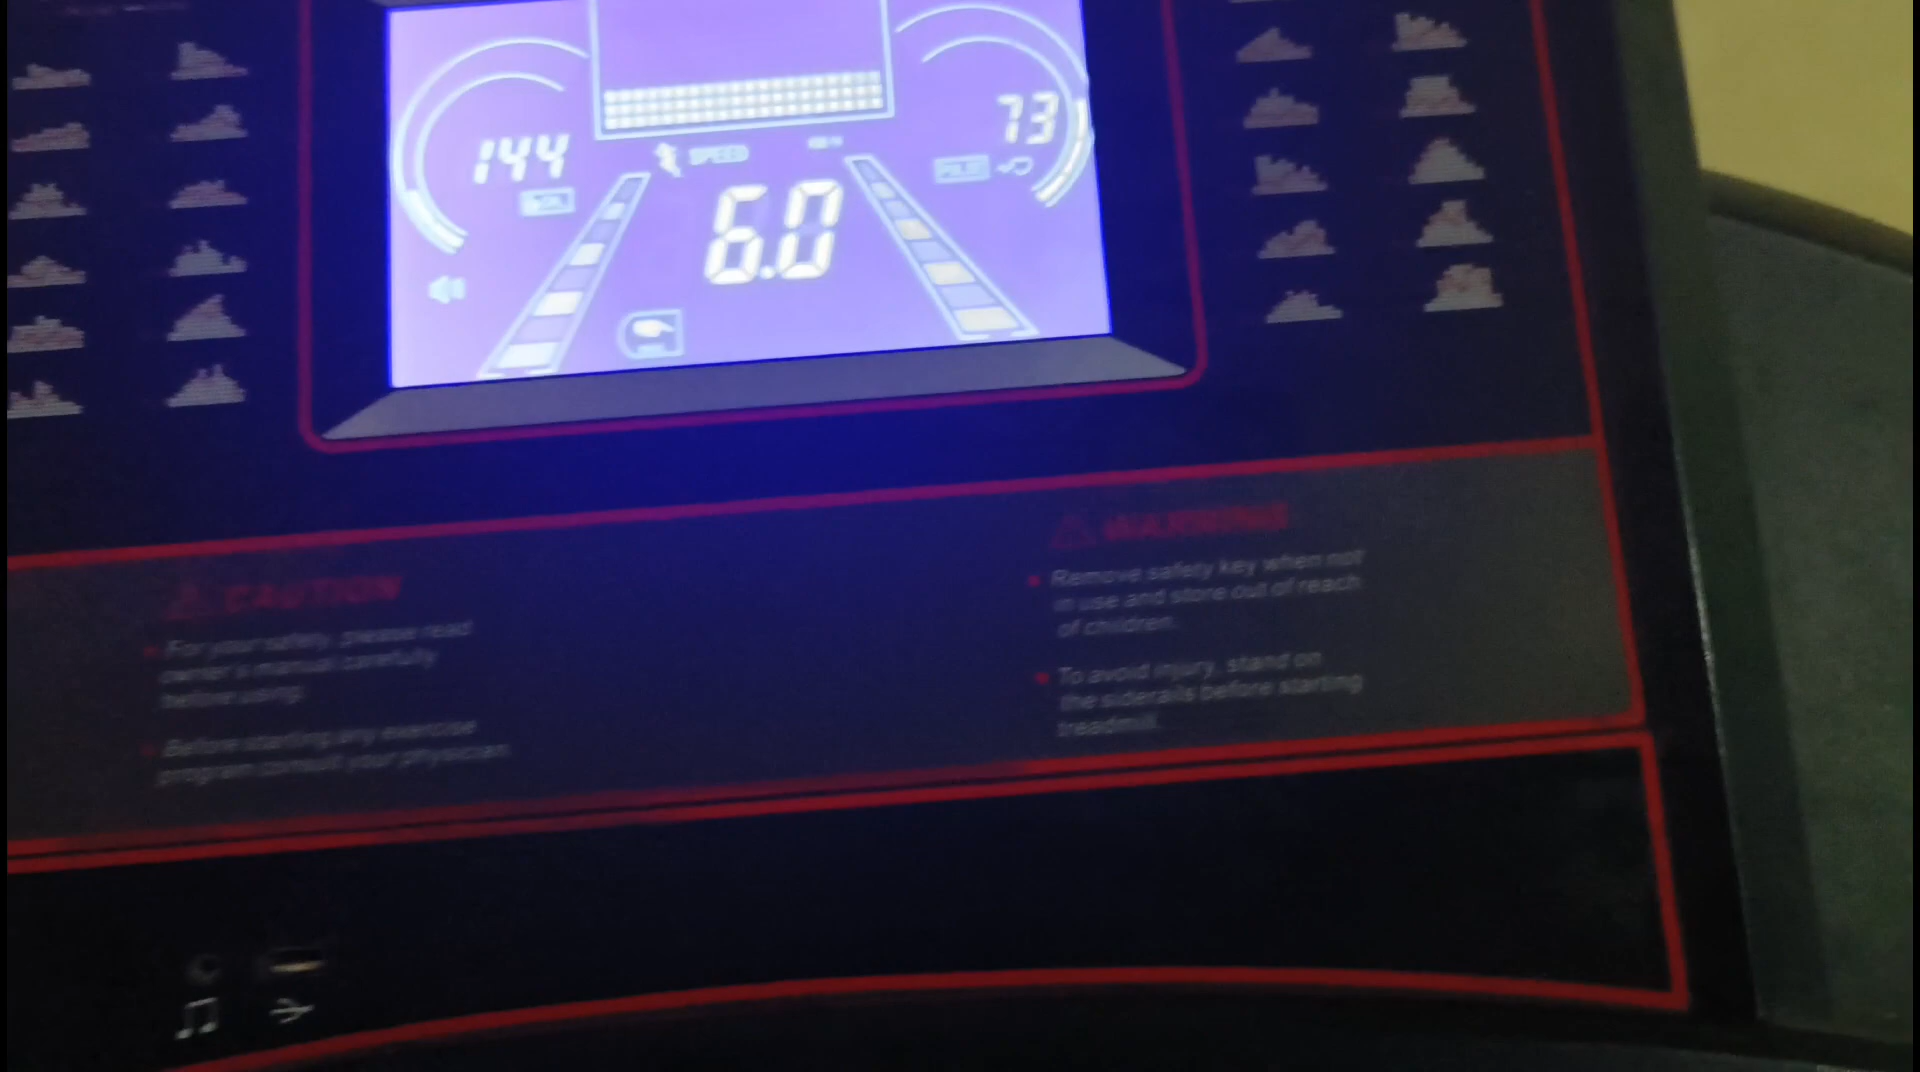 144
73
SPEED
6.0
CAUTION
For your safety, please read
owner's manual carefully
before using.
Before starting any exercise
program consult your physician.
WARNING
Remove safety key when not
in use and store out of reach
of children.
To avoid injury, stand on
the siderails before starting
treadmill.